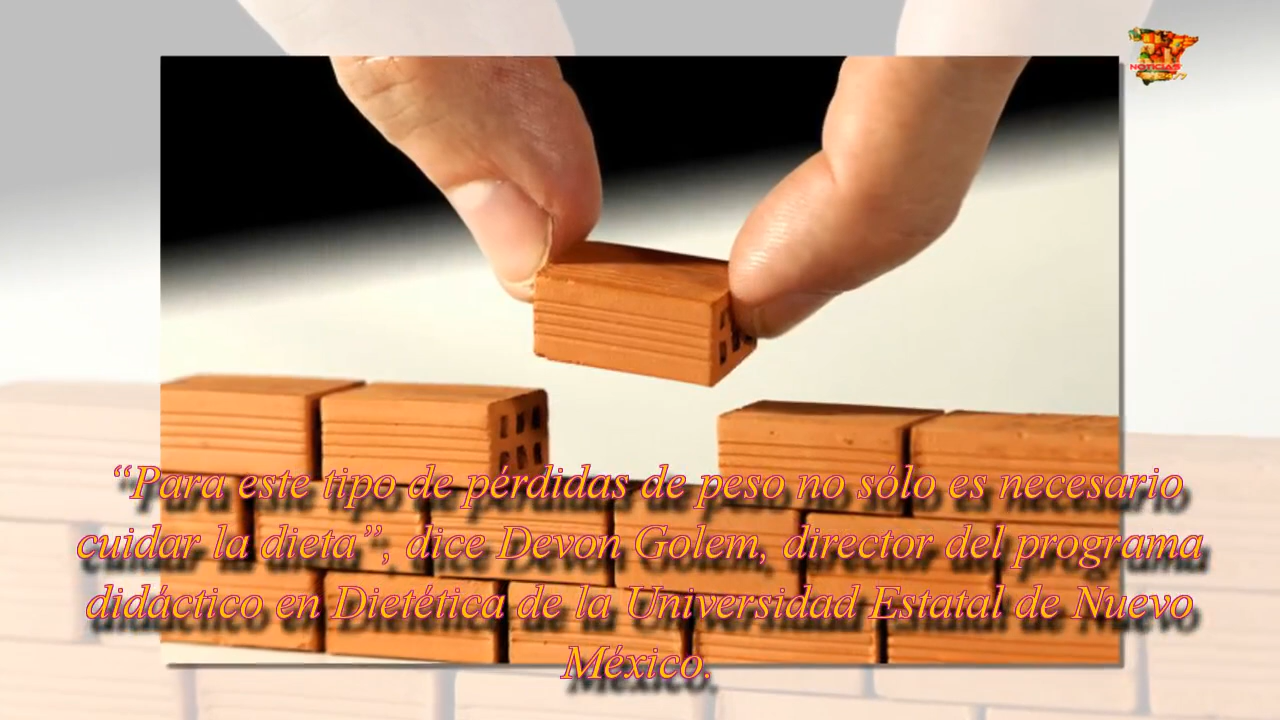 NOTICIAS
“Para este tipo de pérdidas de peso no sólo es necesario
cuidar la dieta”, dice Devon Golem, director del programa
didáctico en Dietética de la Universidad Estatal de Nuevo
México.